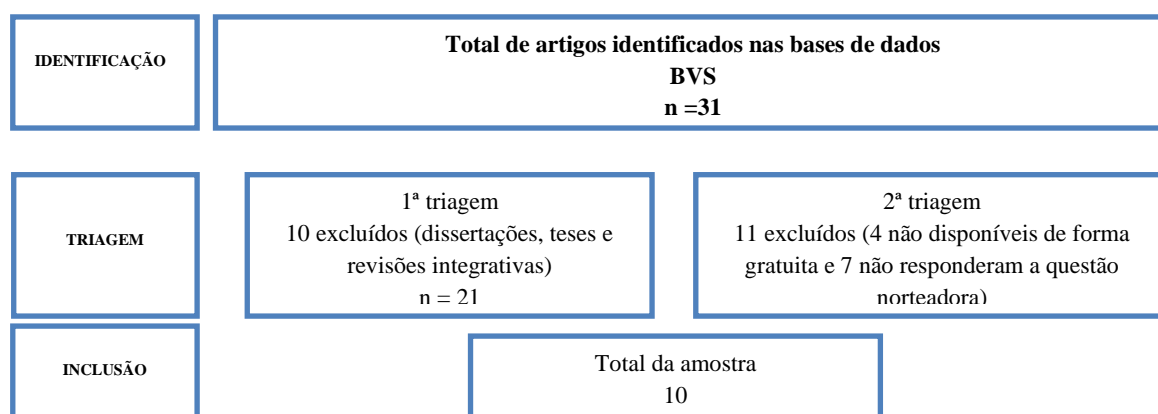 IDENTIFICAÇÃO
Total de artigos identificados nas bases de dados
BVS
n =31
TRIAGEM
1ª triagem
10 excluídos (dissertações, teses e
revisões integrativas)
n = 21
2ª triagem
11 excluídos (4 não disponíveis de forma
gratuita e 7 não responderam a questão
norteadora)
INCLUSÃO
Total da amostra
10